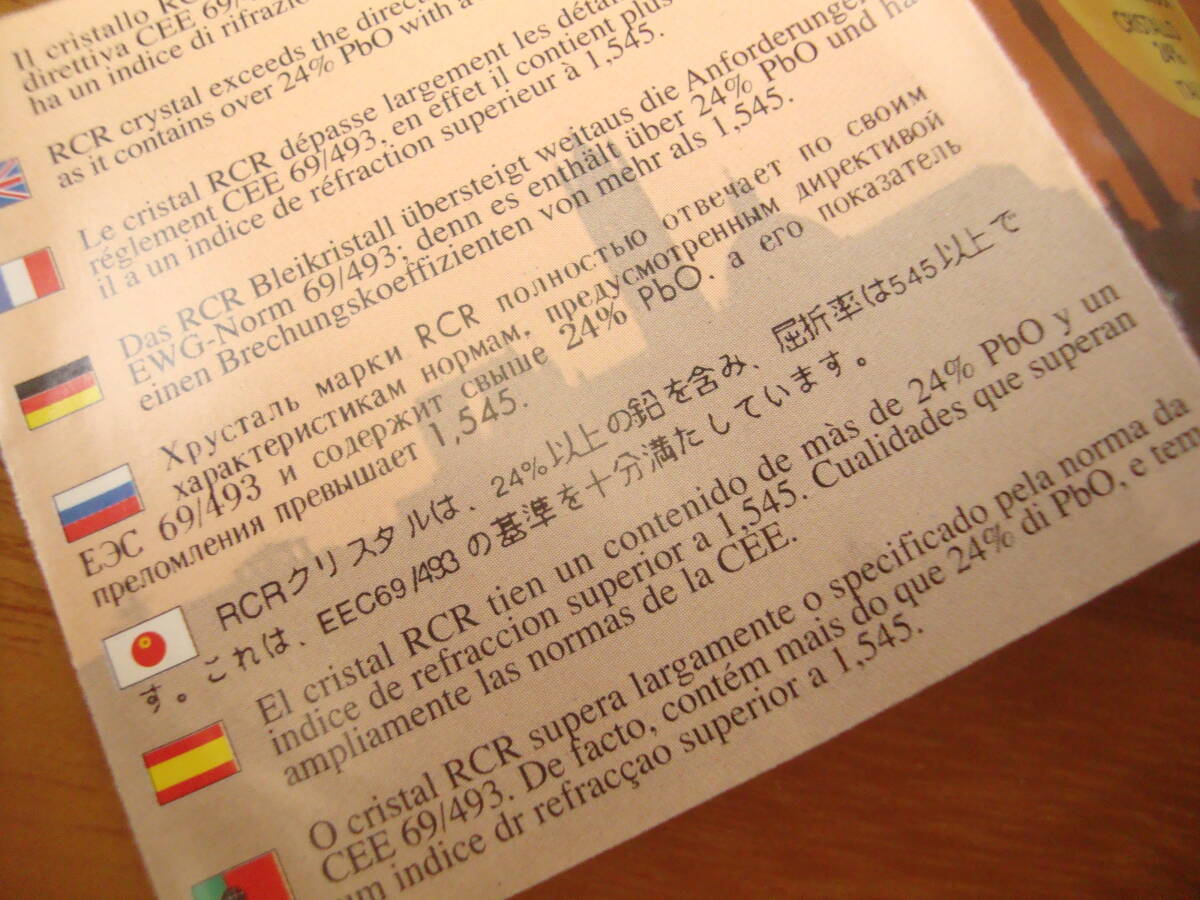 Il cristallo
direttiva CEE 69/
ha un indice di rifrazio
RCR crystal exceeds the direc
as it contains over 24% PbO with a
Le cristal RCR dépasse largement les déta
réglement CEE 69/493, en effet il contient plus
il a un indice de réfraction superieur à 1,545.
Das RCR Bleikristall übersteigt weitaus die Anforderunge
EWG-Norm 69/493; denn es enthält über 24% PbO und ha
einen Brechungskoeffizienten von mehr als 1,545.
Хрусталь марки RCR полностью отвечает по своим
характеристикам нормам, предусмотренным директивой
ЕЭС 69/493 и содержит свыше 24% PbO. а его показатель
преломления превышает 1,545.
RCRクリスタルは、24%以上の鉛を含み、屈折率は545以上で
す。これは、EEC69/493の基準を十分満たしています。
El cristal RCR tien un contenido de màs de 24% PbO y un
indice de refraccion superior a 1,545. Cualidades que superan
ampliamente las normas de la CEE.
O cristal RCR supera largamente o specificado pela norma da
CEE 69/493. De facto, contém mais do que 24% di PbO, e tem
um indice dr refracçao superior a 1,545.
CRISTALLO
24%